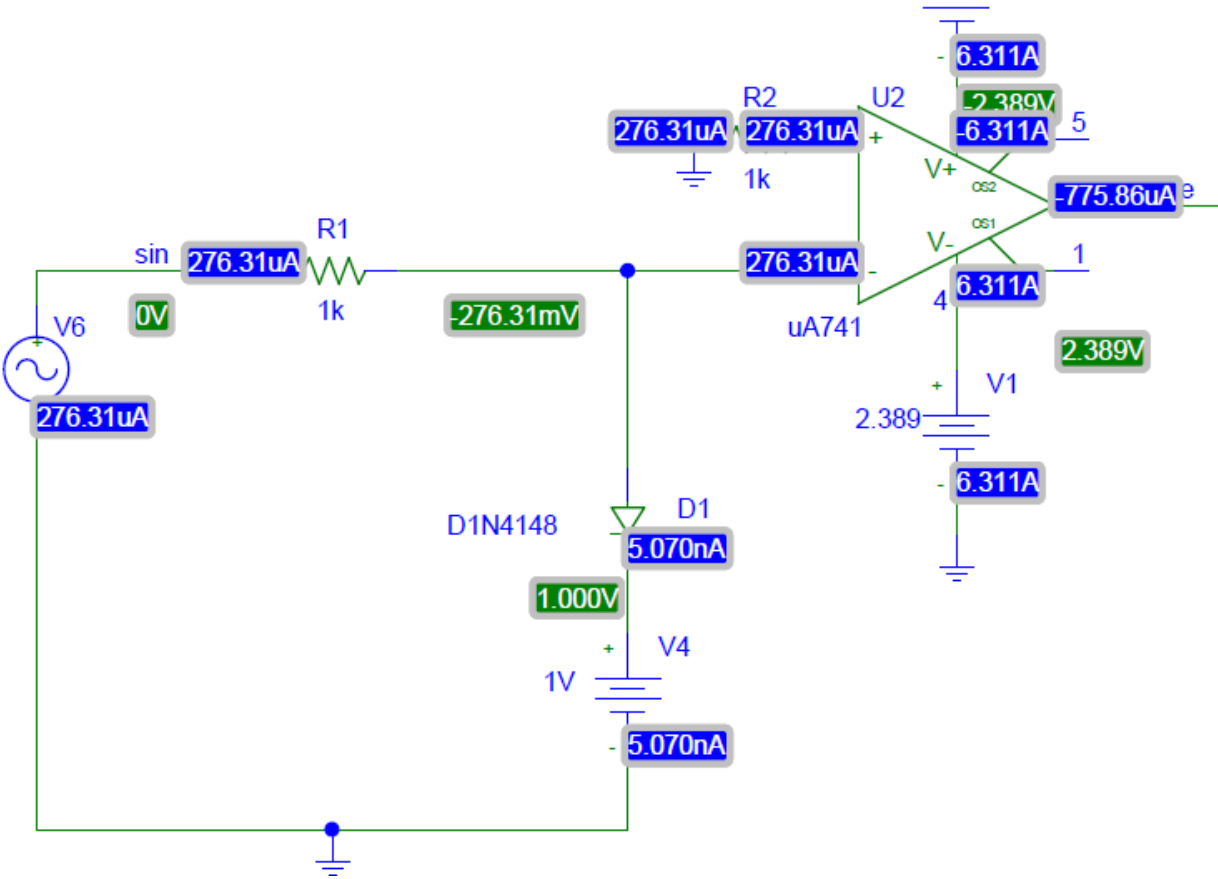 -
6.311A
R2
U2
-2.389V
276.31uA
276.31uA
+
-6.311A
5
1k
V+
OS2
-775.86uA
e
R1
OS1
sin
276.31uA
V-
1
276.31uA
-
6.311A
4
1k
0V
-276.31mV
V6
+
uA741
2.389V
+
V1
276.31uA
2.389
-
6.311A
D1
D1N4148
5.070nA
1.000V
+
V4
1V
-
5.070nA